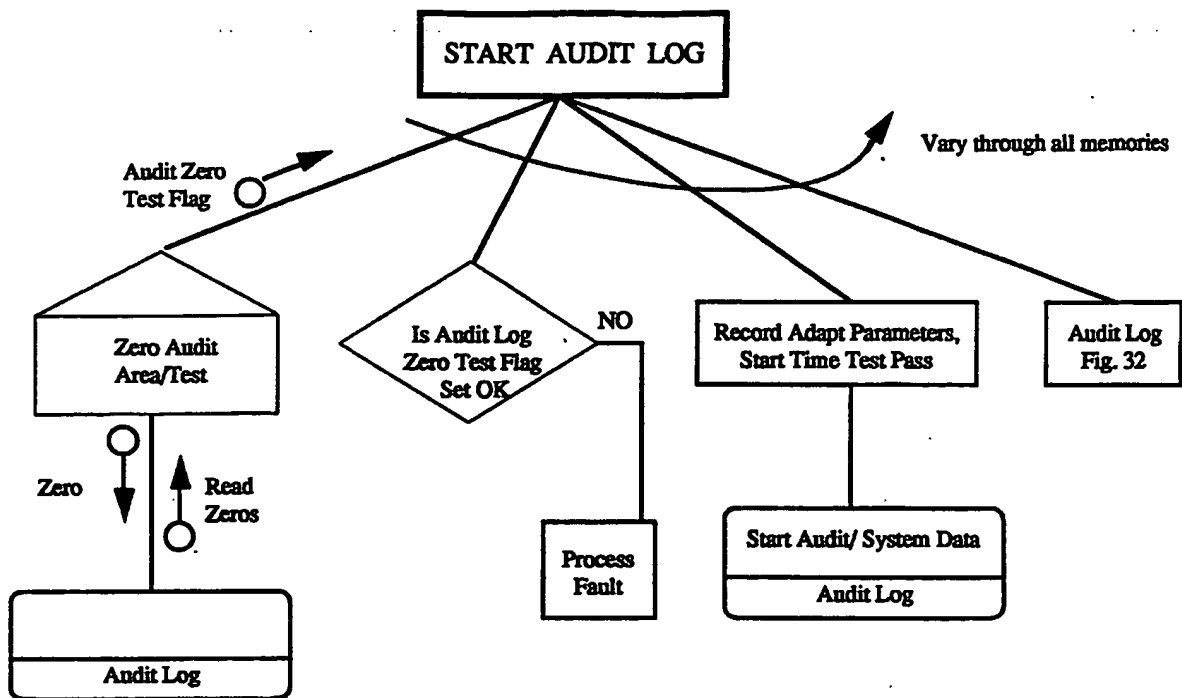 START AUDIT LOG
Vary through all memories
Audit Zero
Test Flag
Zero Audit
Area/Test
Is Audit Log
Zero Test Flag
Set OK
NO
Record Adapt Parameters,
Start Time Test Pass
Audit Log
Fig. 32
Zero
Read
Zeros
Process
Fault
Start Audit/ System Data
Audit Log
Audit Log